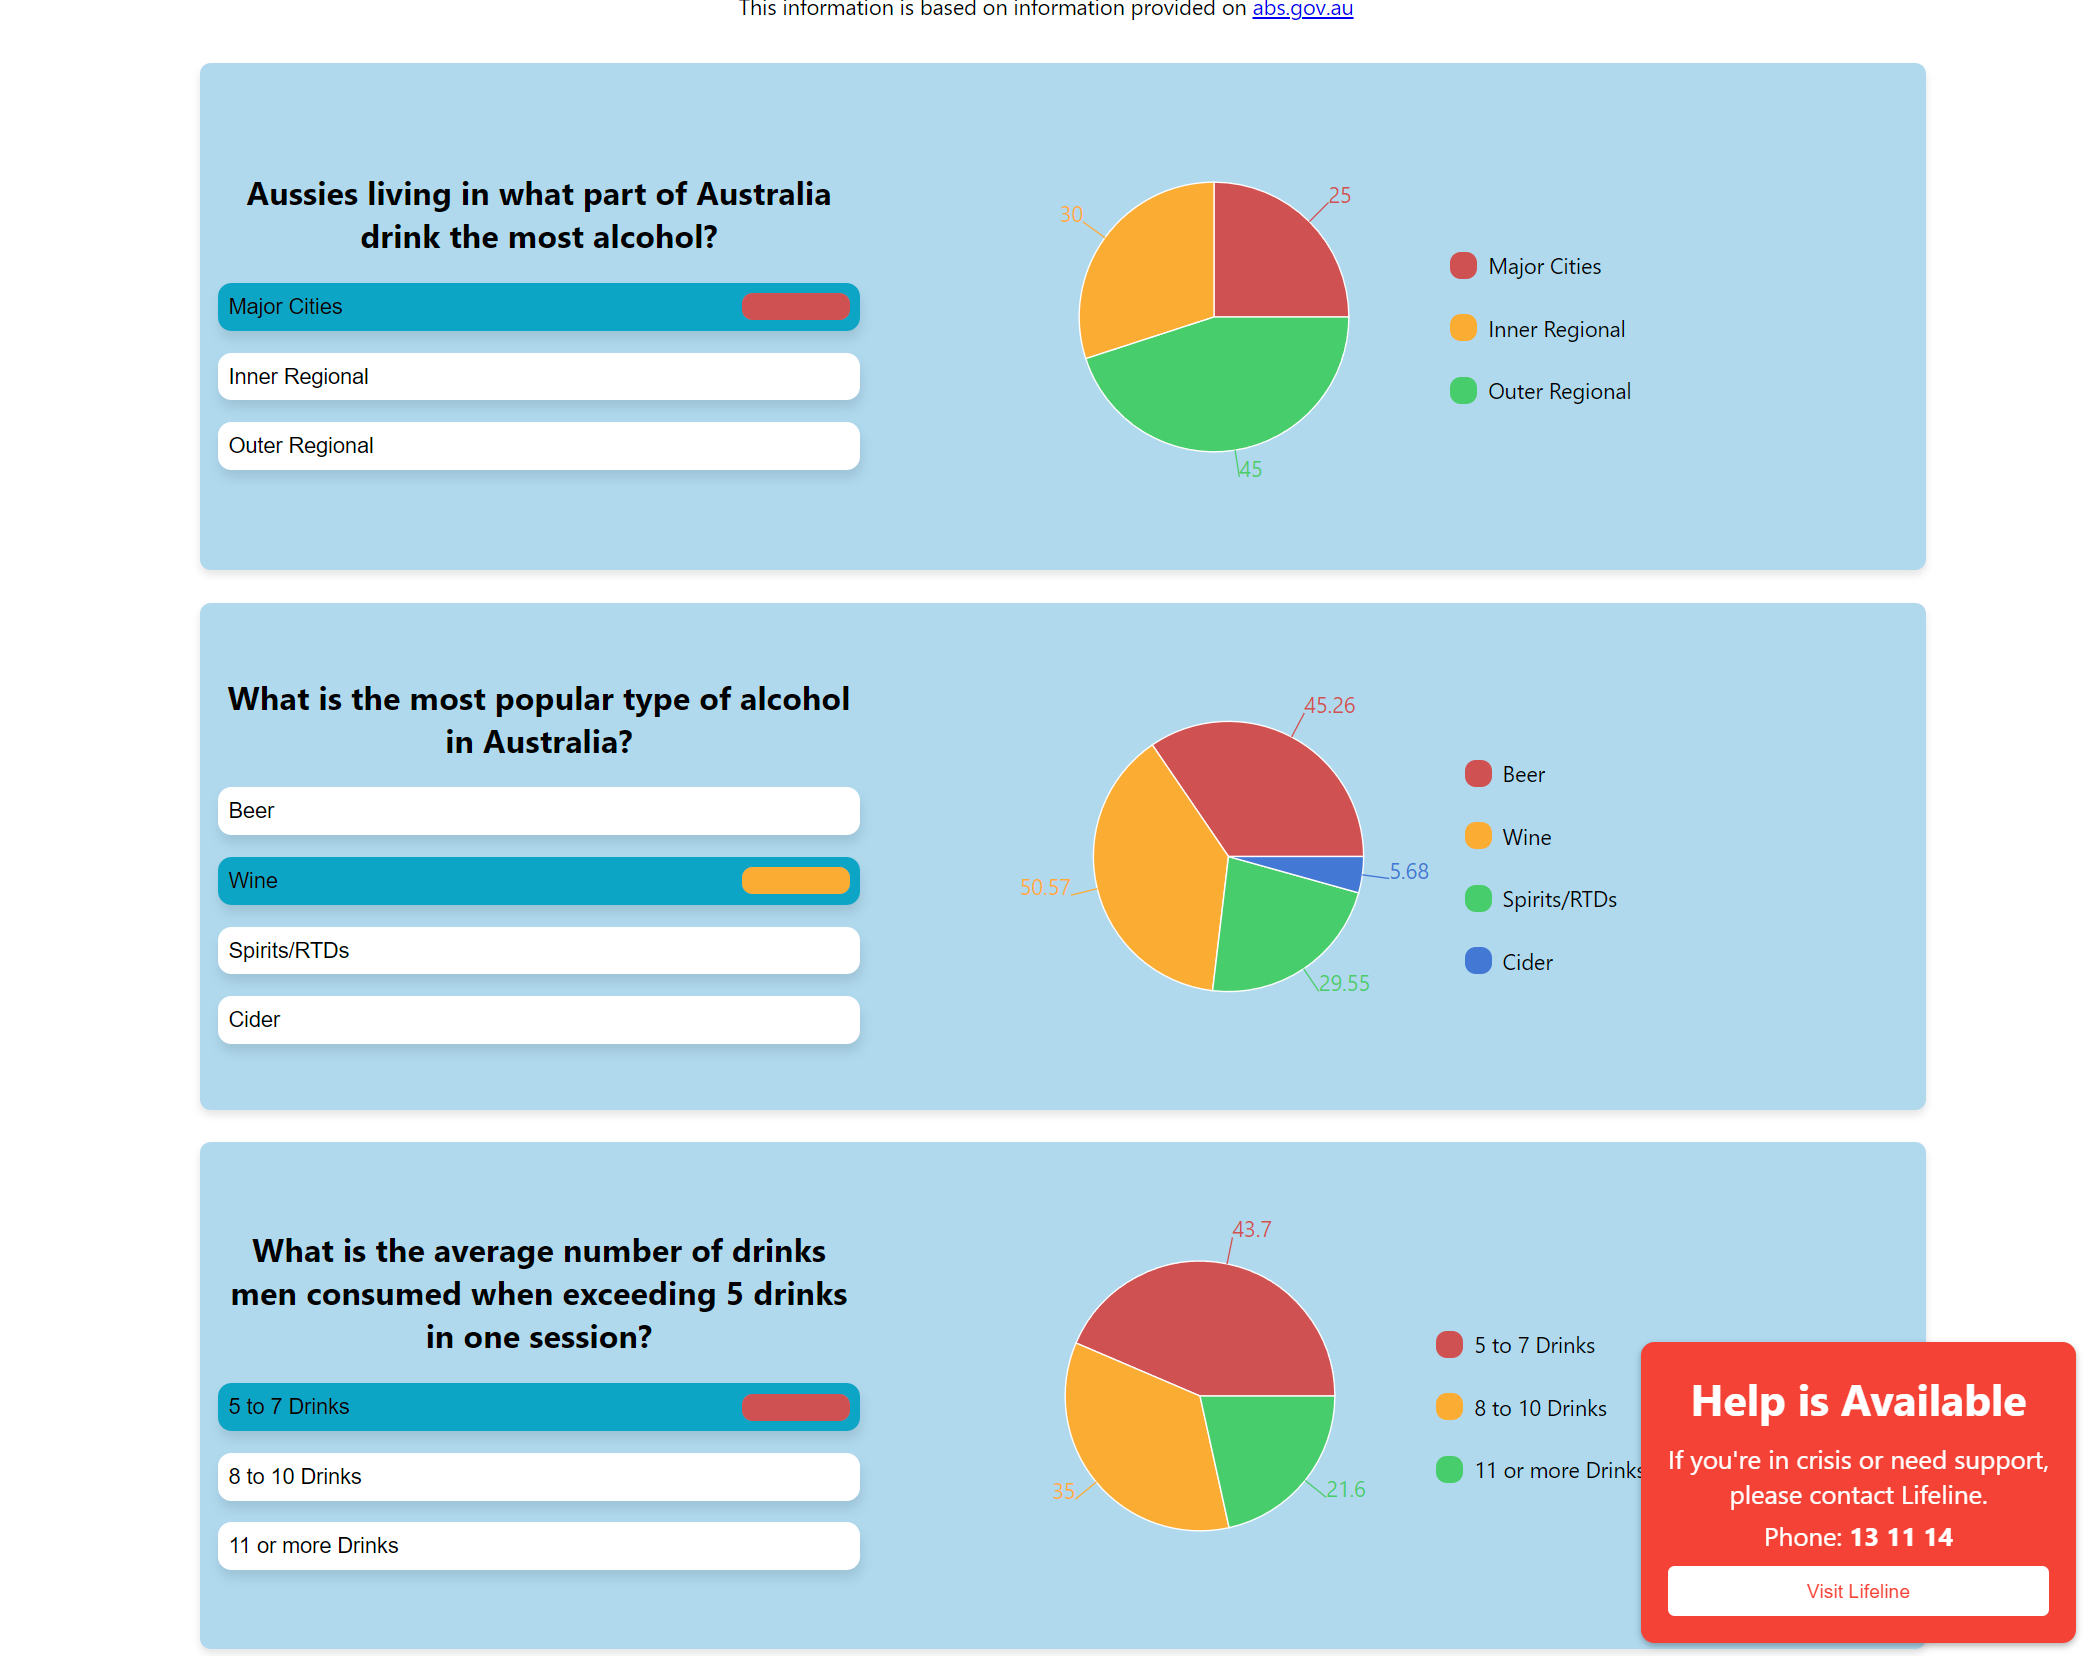 This information is based on information provided on abs.gov.au
Aussies living in what part of Australia
drink the most alcohol?
Major Cities
Inner Regional
Outer Regional
25
30
45
Major Cities
Inner Regional
Outer Regional
What is the most popular type of alcohol
in Australia?
Beer
Wine
Spirits/RTDs
Cider
45.26
50.57
29.55
5.68
Beer
Wine
Spirits/RTDs
Cider
What is the average number of drinks
men consumed when exceeding 5 drinks
in one session?
5 to 7 Drinks
8 to 10 Drinks
11 or more Drinks
43.7
35
21.6
5 to 7 Drinks
8 to 10 Drinks
11 or more Drinks
Help is Available
If you're in crisis or need support,
please contact Lifeline.
Phone: 13 11 14
Visit Lifeline